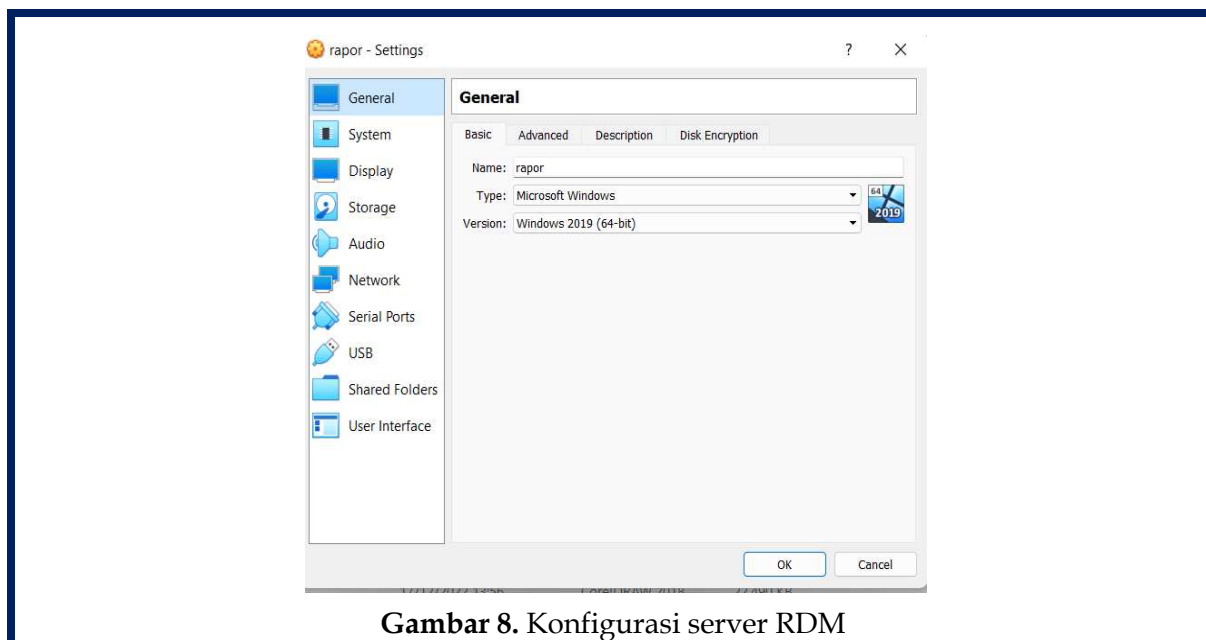 rapor - Settings ? ×
General
System
Display
Storage
Audio
Network
Serial Ports
USB
Shared Folders
User Interface
General
Basic Advanced Description Disk Encryption
Name: rapor
Type: Microsoft Windows
64
2019
Version: Windows 2019 (64-bit)
OK Cancel
Gambar 8. Konfigurasi server RDM